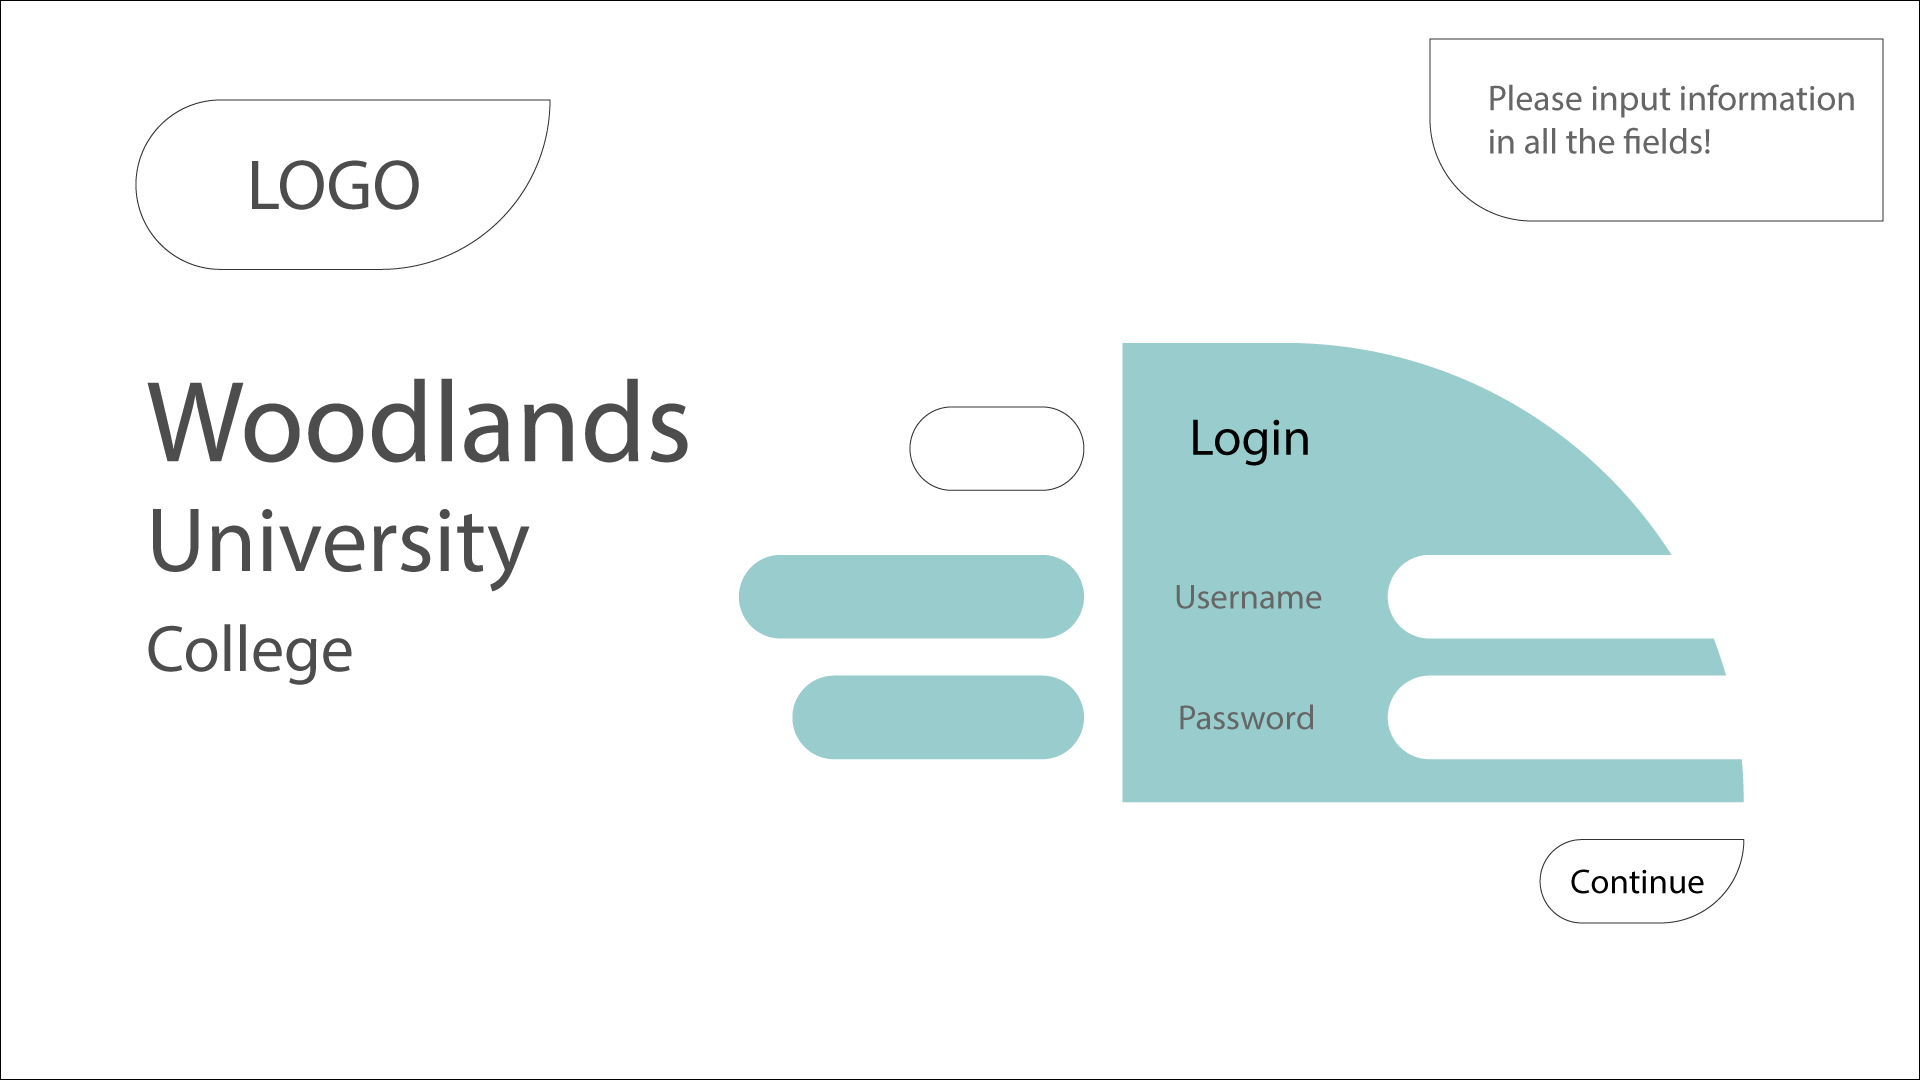 LOGO
Please input information
in all the fields!
Woodlands
University
College
Login
Username
Password
Continue